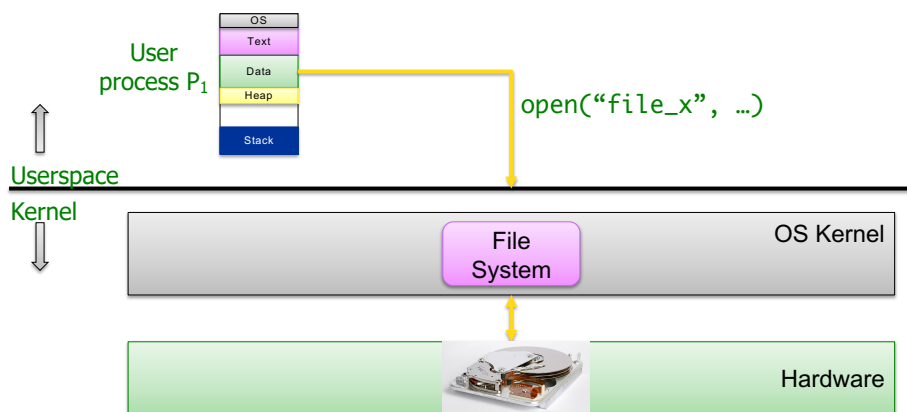 OS
Text
Data
Heap
Stack
User
process P₁
open(“file_x”, …)
Userspace
Kernel
File
System
OS Kernel
Hardware